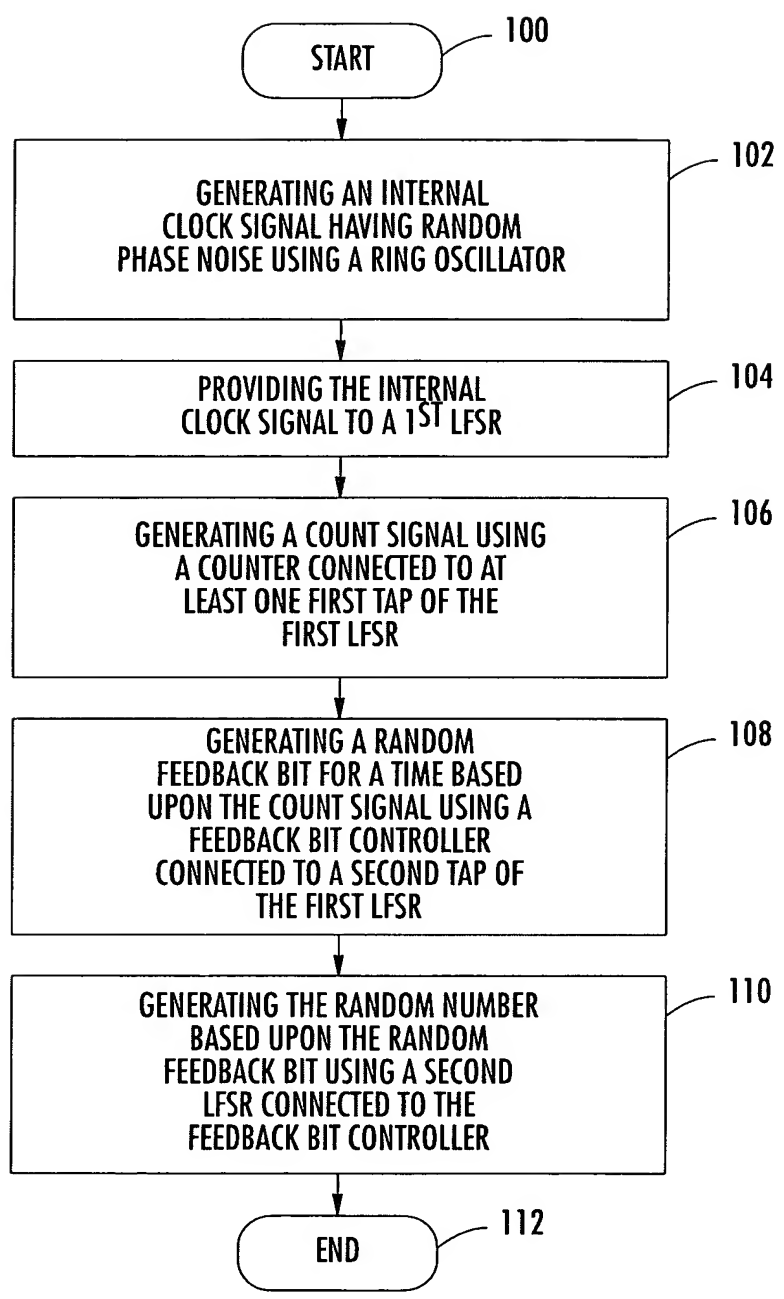 START
100
GENERATING AN INTERNAL
CLOCK SIGNAL HAVING RANDOM
PHASE NOISE USING A RING OSCILLATOR
102
PROVIDING THE INTERNAL
CLOCK SIGNAL TO A 1ST LFSR
104
GENERATING A COUNT SIGNAL USING
A COUNTER CONNECTED TO AT
LEAST ONE FIRST TAP OF THE
FIRST LFSR
106
GENERATING A RANDOM
FEEDBACK BIT FOR A TIME BASED
UPON THE COUNT SIGNAL USING A
FEEDBACK BIT CONTROLLER
CONNECTED TO A SECOND TAP OF
THE FIRST LFSR
108
GENERATING THE RANDOM NUMBER
BASED UPON THE RANDOM
FEEDBACK BIT USING A SECOND
LFSR CONNECTED TO THE
FEEDBACK BIT CONTROLLER
110
END
112